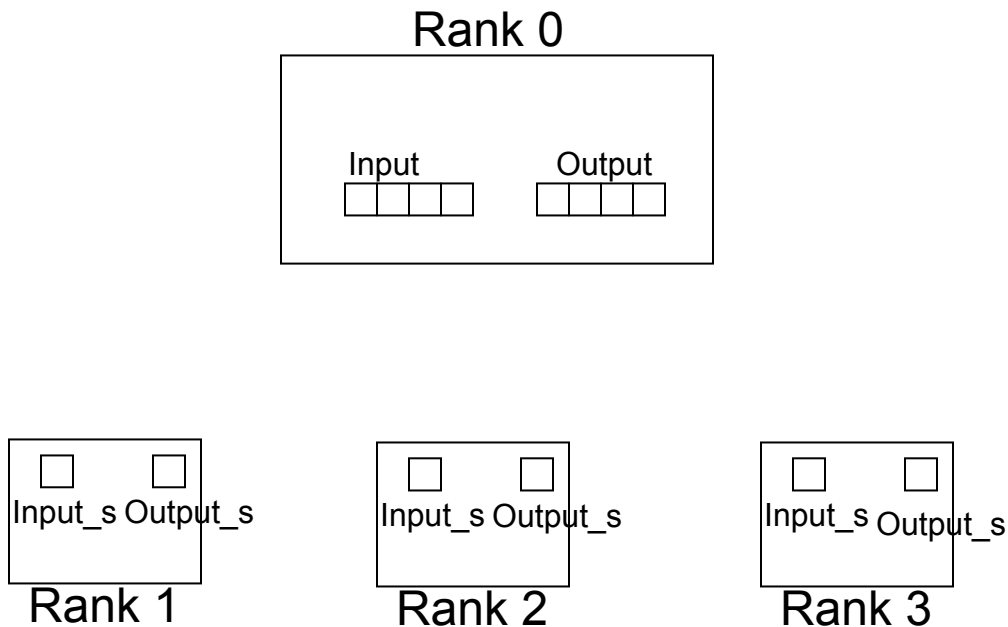 Rank 0
Input
Output
Input_s
Output_s
Input_s
Output_s
Input_s
Output_s
Rank 1
Rank 2
Rank 3